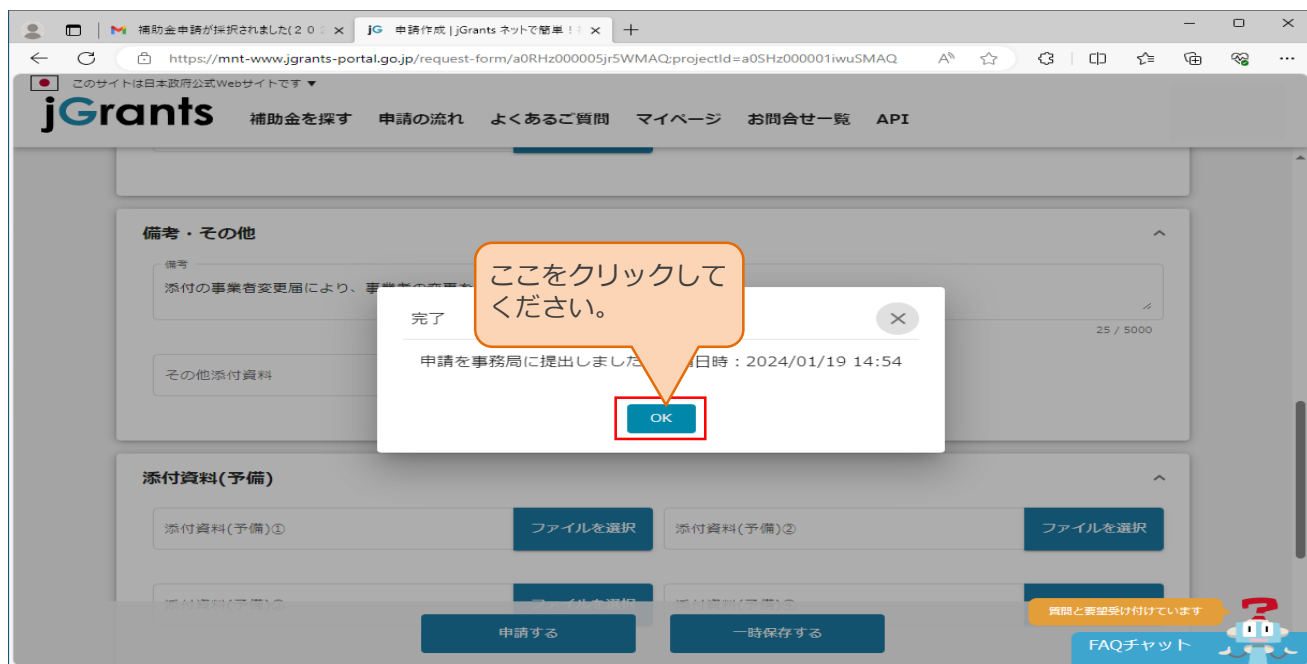 補助金申請が採択されました(２０
jG 申請作成 | jGrants ネットで簡単！
https://mnt-www.jgrants-portal.go.jp/request-form/a0RHz000005jr5WMAQ;projectId=a0SHz000001iwuSMAQ
このサイトは日本政府公式Webサイトです ▼
jGrants 補助金を探す 申請の流れ よくあるご質問 マイページ お問合せ一覧 API
備考・その他
備考
添付の事業者変更届により、事業者の変更を
25 / 5000
その他添付資料
ここをクリックして
ください。
完了
申請を事務局に提出しました
日時：2024/01/19 14:54
OK
添付資料(予備)
添付資料(予備)① ファイルを選択 添付資料(予備)② ファイルを選択
申請する 一時保存する
質問と要望受け付けています
FAQチャット